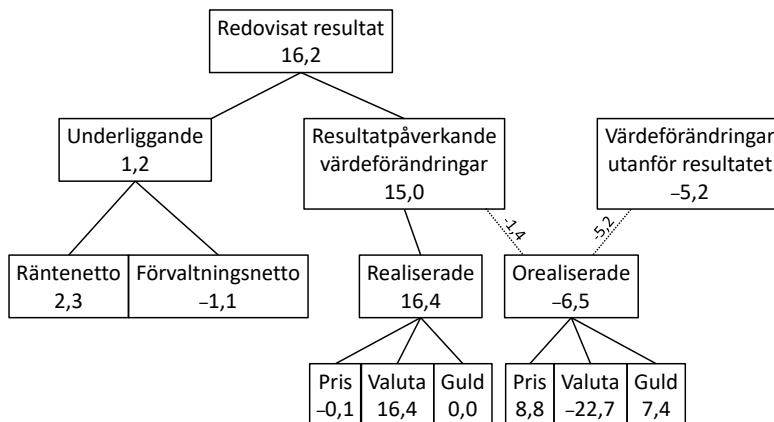 Redovisat resultat
16,2
Underliggande
1,2
Resultatpåverkande
värdeförändringar
15,0
Värdeförändringar
utanför resultatet
–5,2
-1,4
-5,2
Räntenetto
2,3
Förvaltningsnetto
–1,1
Realiserade
16,4
Orealiserade
–6,5
Pris
–0,1
Valuta
16,4
Guld
0,0
Pris
8,8
Valuta
–22,7
Guld
7,4